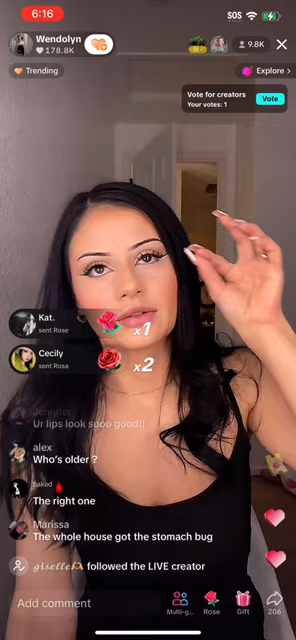 6:16
SOS
Wendolyn
178.8K
9.8K
Trending
Explore >
Vote for creators
Your votes: 1
Vote
Kat.
sent Rose
x1
Cecily
sent Rosa
x2
Jennifer
Ur lips look sooo good!!
alex
Who's older ?
baked
The right one
Marissa
The whole house got the stomach bug
giselle followed the LIVE creator
Add comment
Multi-g...
Rose
Gift
206